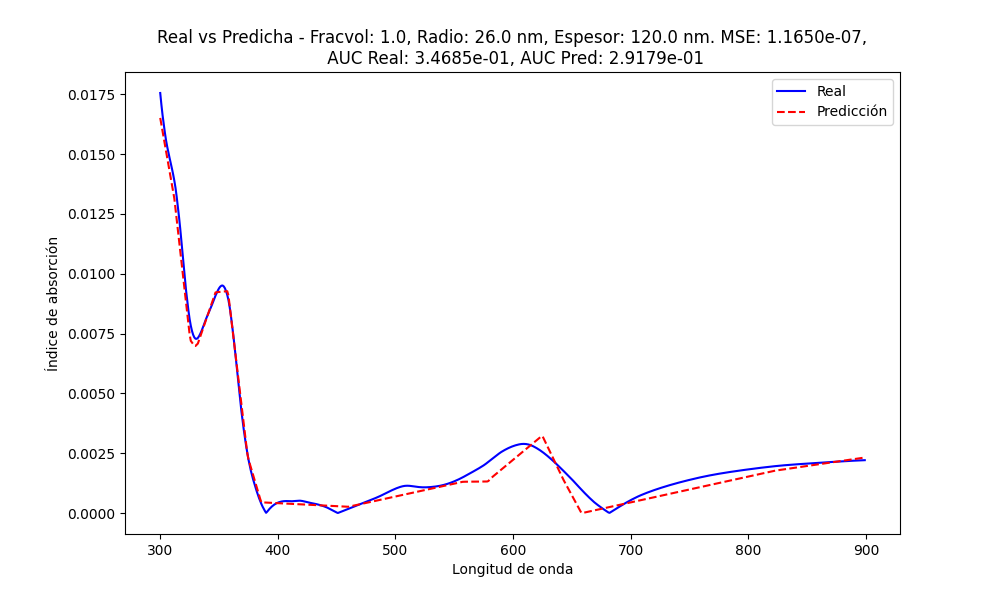 Real vs Predicha - Fracvol: 1.0, Radio: 26.0 nm, Espesor: 120.0 nm. MSE: 1.1650e-07,
AUC Real: 3.4685e-01, AUC Pred: 2.9179e-01
Real
Predicción
Índice de absorción
0.0175
0.0150
0.0125
0.0100
0.0075
0.0050
0.0025
0.0000
300 400 500 600 700 800 900
Longitud de onda